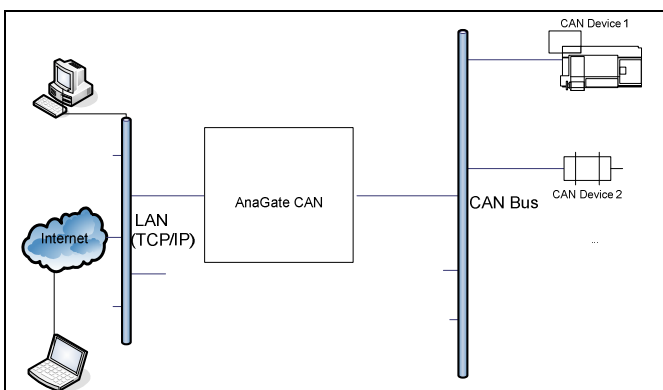 CAN Device 1
AnaGate CAN
CAN Bus
CAN Device 2
LAN
(TCP/IP)
Internet
...